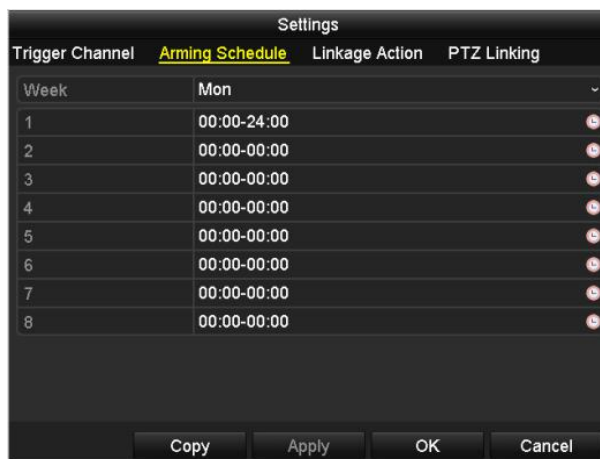 Settings
Trigger Channel Arming Schedule Linkage Action PTZ Linking
Week Mon
1 00:00-24:00
2 00:00-00:00
3 00:00-00:00
4 00:00-00:00
5 00:00-00:00
6 00:00-00:00
7 00:00-00:00
8 00:00-00:00
Copy Apply OK Cancel